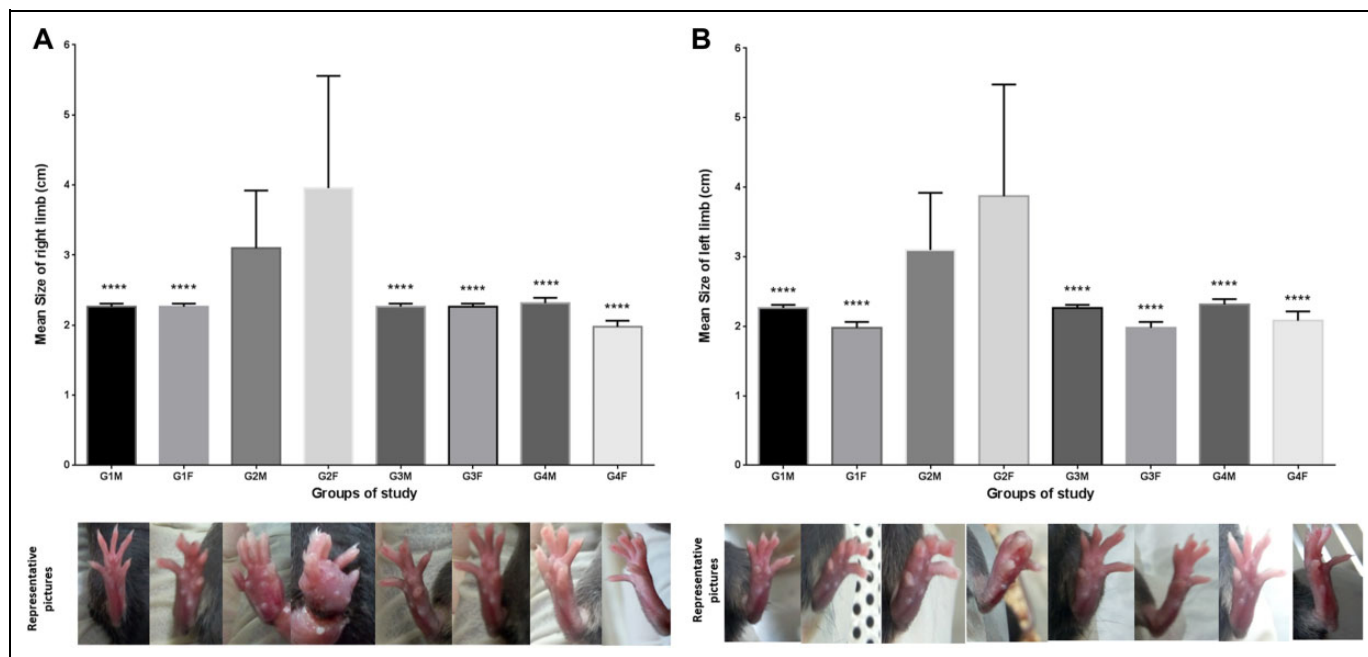 A
Mean Size of right limb (cm)
6
5
4
3
2
1
0
****
****
****
****
****
****
G1M
G1F
G2M
G2F
G3M
G3F
G4M
G4F
Groups of study
Representative
pictures
B
Mean Size of left limb (cm)
6
5
4
3
2
1
0
****
****
****
****
****
****
G1M
G1F
G2M
G2F
G3M
G3F
G4M
G4F
Groups of study
Representative
pictures